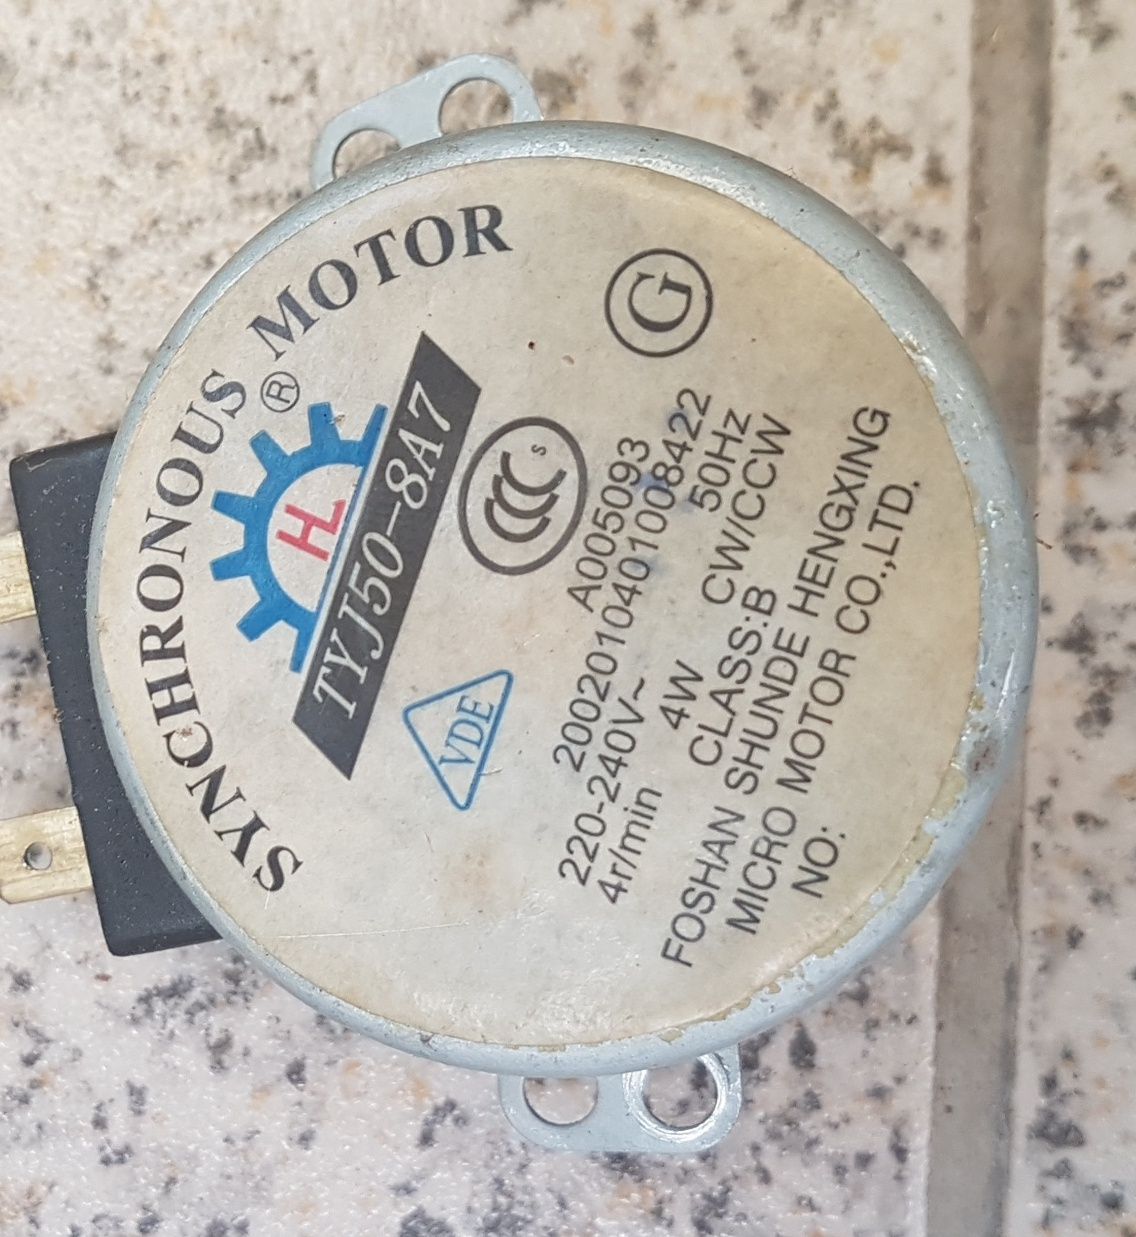 SYNCHRONOUS MOTOR
®
HL
TYJ50-8A7
S
G
VDE
A005093
2002010401008422
220-240V~ 50Hz
4r/min 4W CW/CCW
CLASS:B
FOSHAN SHUNDE HENGXING
MICRO MOTOR CO.,LTD.
NO: